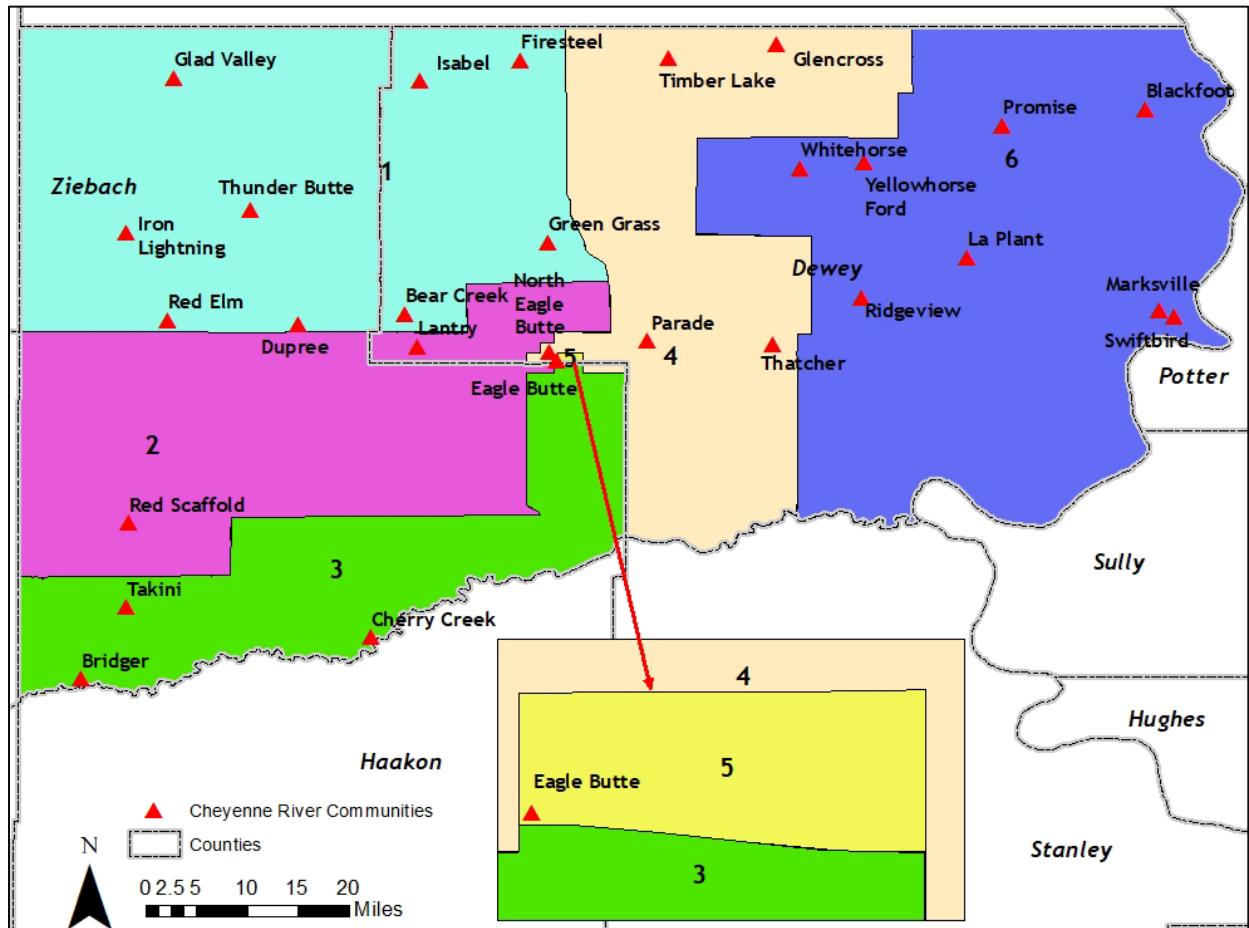 Glad Valley
Isabel
Firesteel
Timber Lake
Glencross
Blackfoot
Promise
1
Ziebach
Thunder Butte
Iron
Lightning
Whitehorse
Yellowhorse
Ford
6
Green Grass
Dewey
La Plant
Red Elm
Dupree
Bear Creek
Lantry
North
Eagle
Butte
Eagle Butte
5
Parade
4
Thatcher
Ridgeview
Marksville
Swiftbird
Potter
2
Red Scaffold
3
Takini
Cherry Creek
Bridger
Sully
Hughes
Haakon
Stanley
4
5
Eagle Butte
3
Cheyenne River Communities
Counties
N
0 2.5 5 10 15 20
Miles